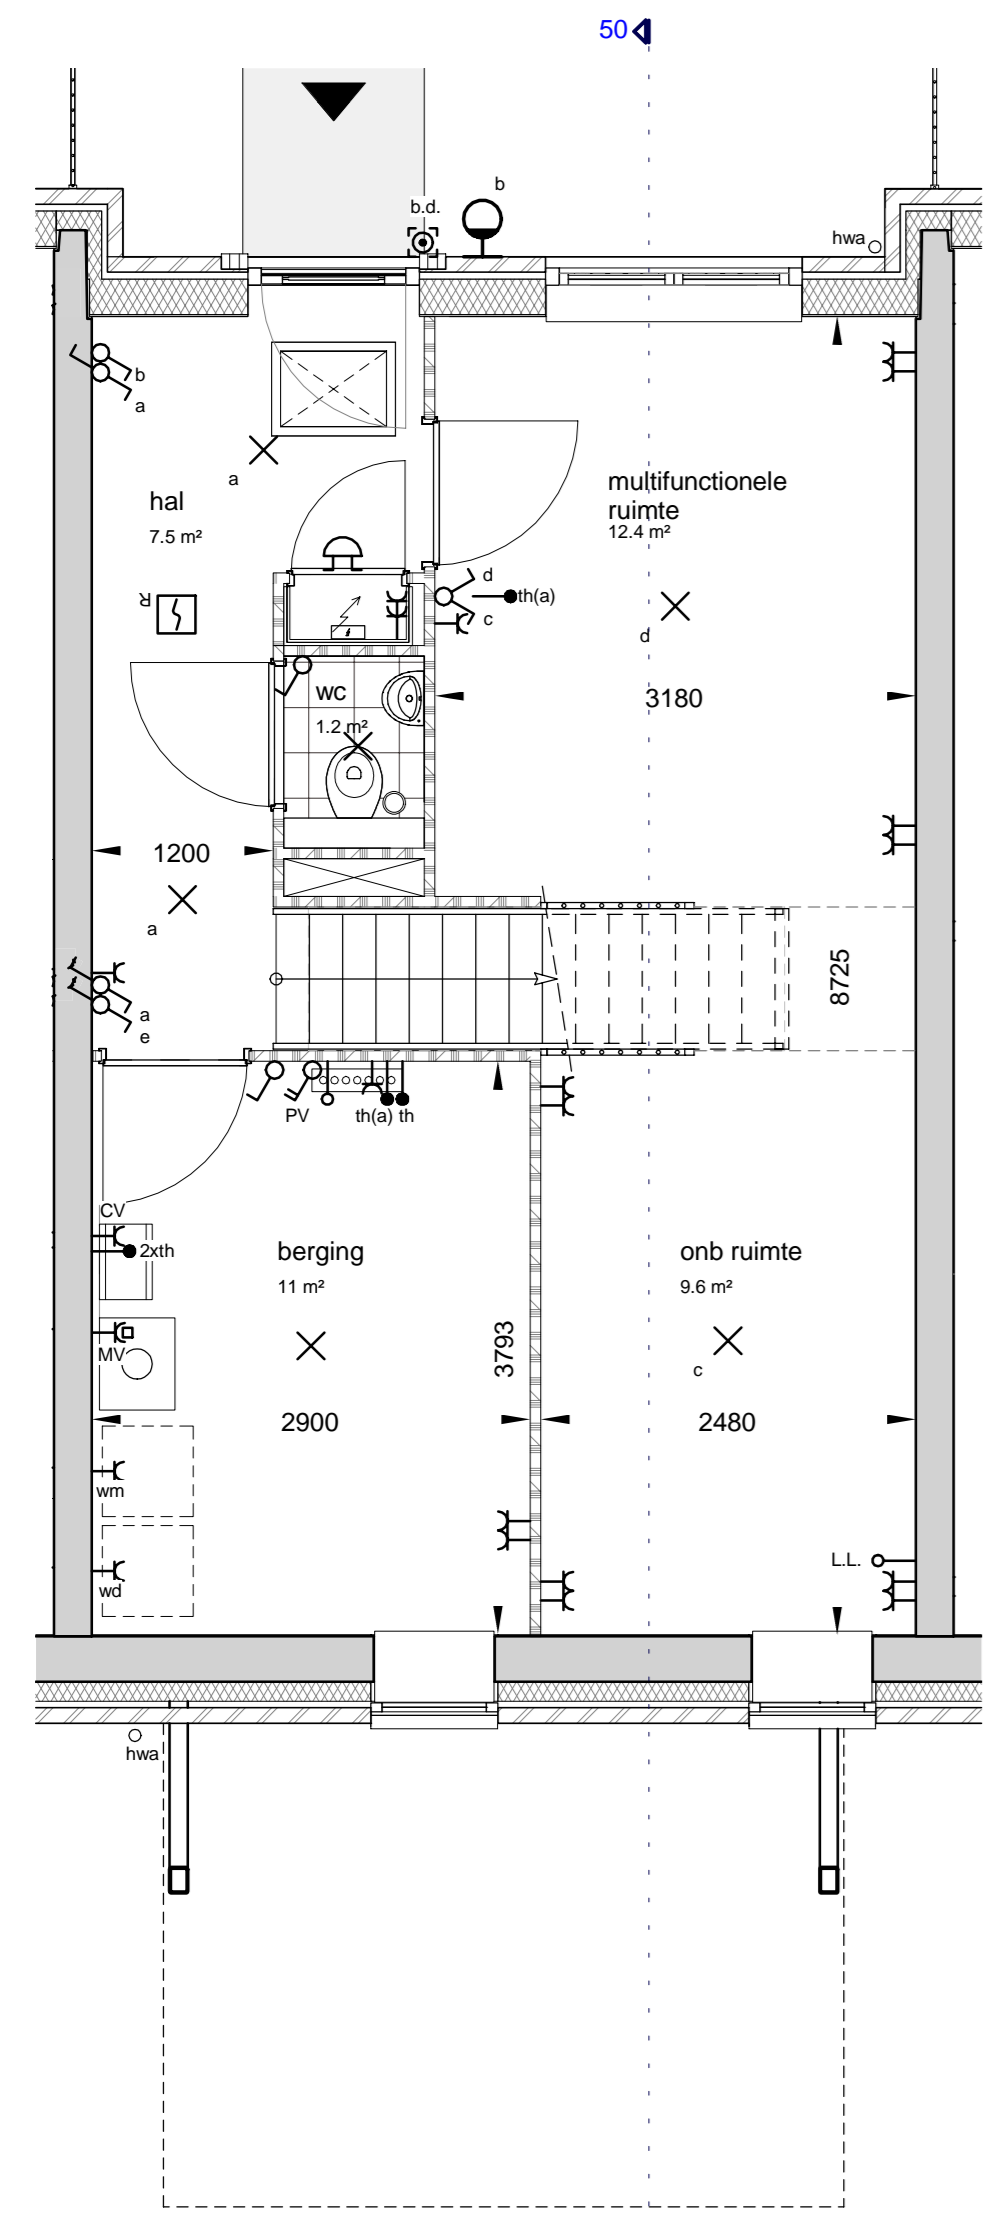 50
b
b.d.
hwa
b
a
a
hal
7.5 m²
multifunctionele
ruimte
12.4 m²
d
th(a)
c
R
d
wc
1.2 m²
3180
1200
a
8725
a
e
PV
th(a) th
CV
2xth
berging
11 m²
onb ruimte
9.6 m²
MV
3793
c
2900
2480
wm
L.L.
wd
hwa